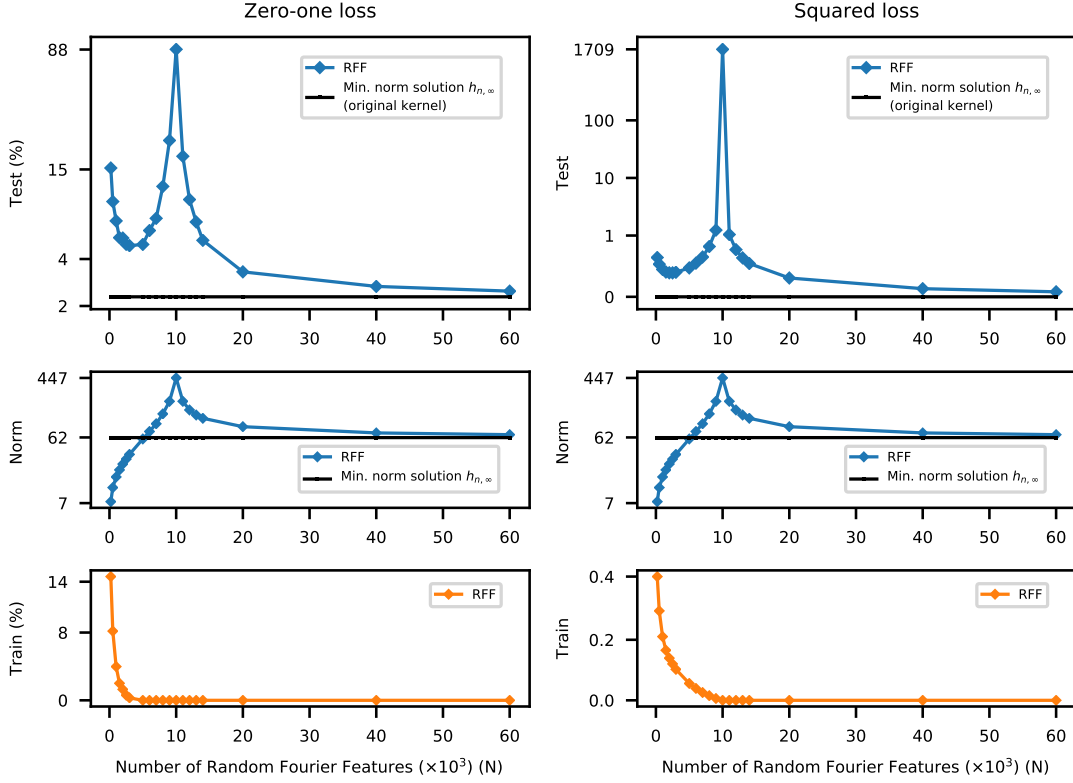 Zero-one loss
88
15
4
2
Test (%)
RFF
Min. norm solution h_{n,∞}
(original kernel)
0 10 20 30 40 50 60
447
62
7
Norm
RFF
Min. norm solution h_{n,∞}
0 10 20 30 40 50 60
14
8
0
Train (%)
RFF
0 10 20 30 40 50 60
Number of Random Fourier Features (×10³) (N)
Squared loss
1709
100
10
1
0
Test
RFF
Min. norm solution h_{n,∞}
(original kernel)
0 10 20 30 40 50 60
447
62
7
Norm
RFF
Min. norm solution h_{n,∞}
0 10 20 30 40 50 60
0.4
0.2
0.0
Train
RFF
0 10 20 30 40 50 60
Number of Random Fourier Features (×10³) (N)